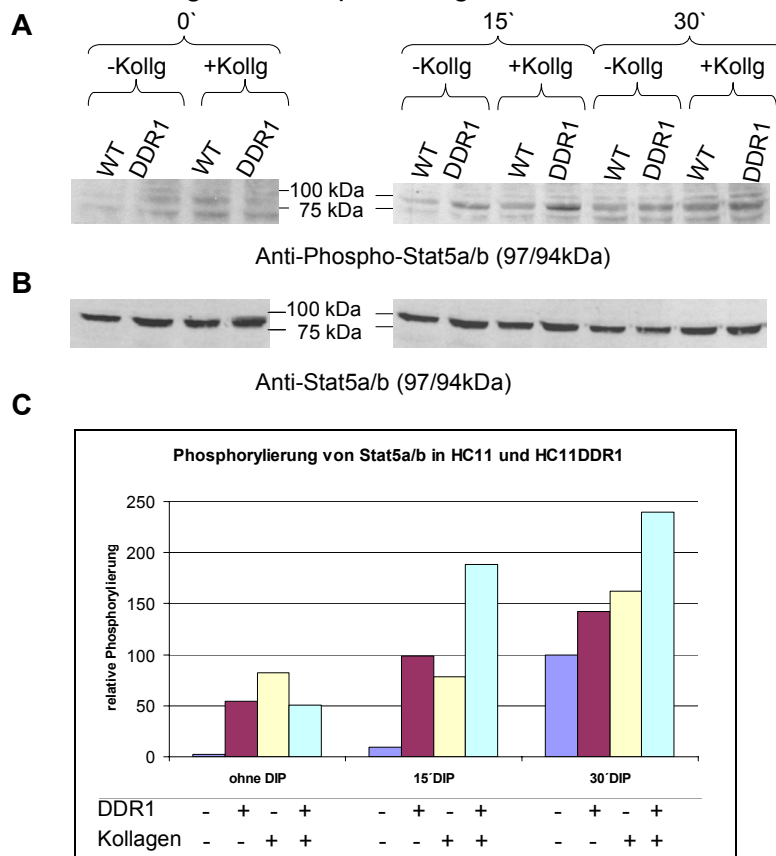 A
0` 15` 30`
-Kollg +Kollg -Kollg +Kollg -Kollg +Kollg
WT DDR1 WT DDR1 WT DDR1 WT DDR1 WT DDR1 WT DDR1
100 kDa
75 kDa
Anti-Phospho-Stat5a/b (97/94kDa)
B
100 kDa
75 kDa
Anti-Stat5a/b (97/94kDa)
C
Phosphorylierung von Stat5a/b in HC11 und HC11DDR1
relative Phosphorylierung
250
200
150
100
50
0
ohne DIP 15´DIP 30´DIP
DDR1 - + - + - + - + - + - +
Kollagen - - + + - - + + - - + +